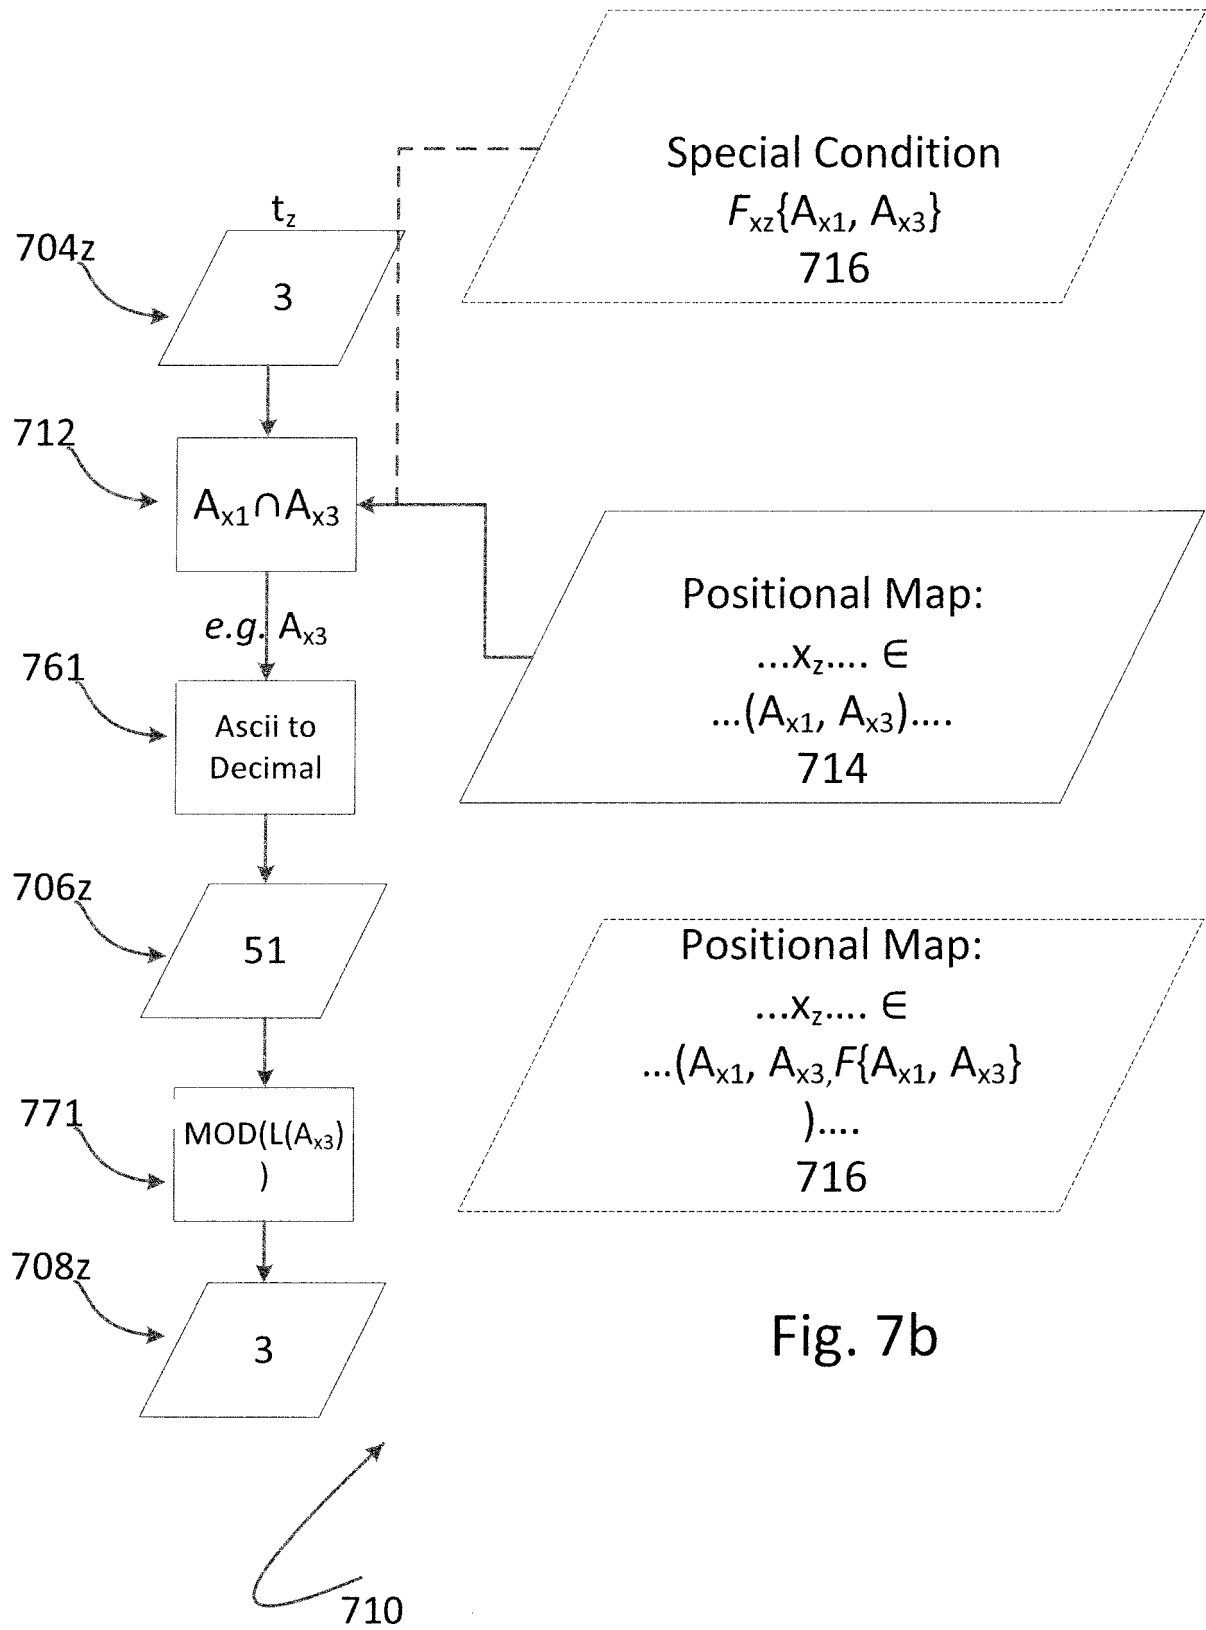 Special Condition
Fxz{Ax1, Ax3}
716
tz
704z
3
712
Ax1∩Ax3
e.g. Ax3
Positional Map:
...xz.... ∈
...(Ax1, Ax3)....
714
761
Ascii to
Decimal
706z
51
Positional Map:
...xz.... ∈
...(Ax1, Ax3,F{Ax1, Ax3}
)....
716
771
MOD(L(Ax3)
)
708z
3
Fig. 7b
710